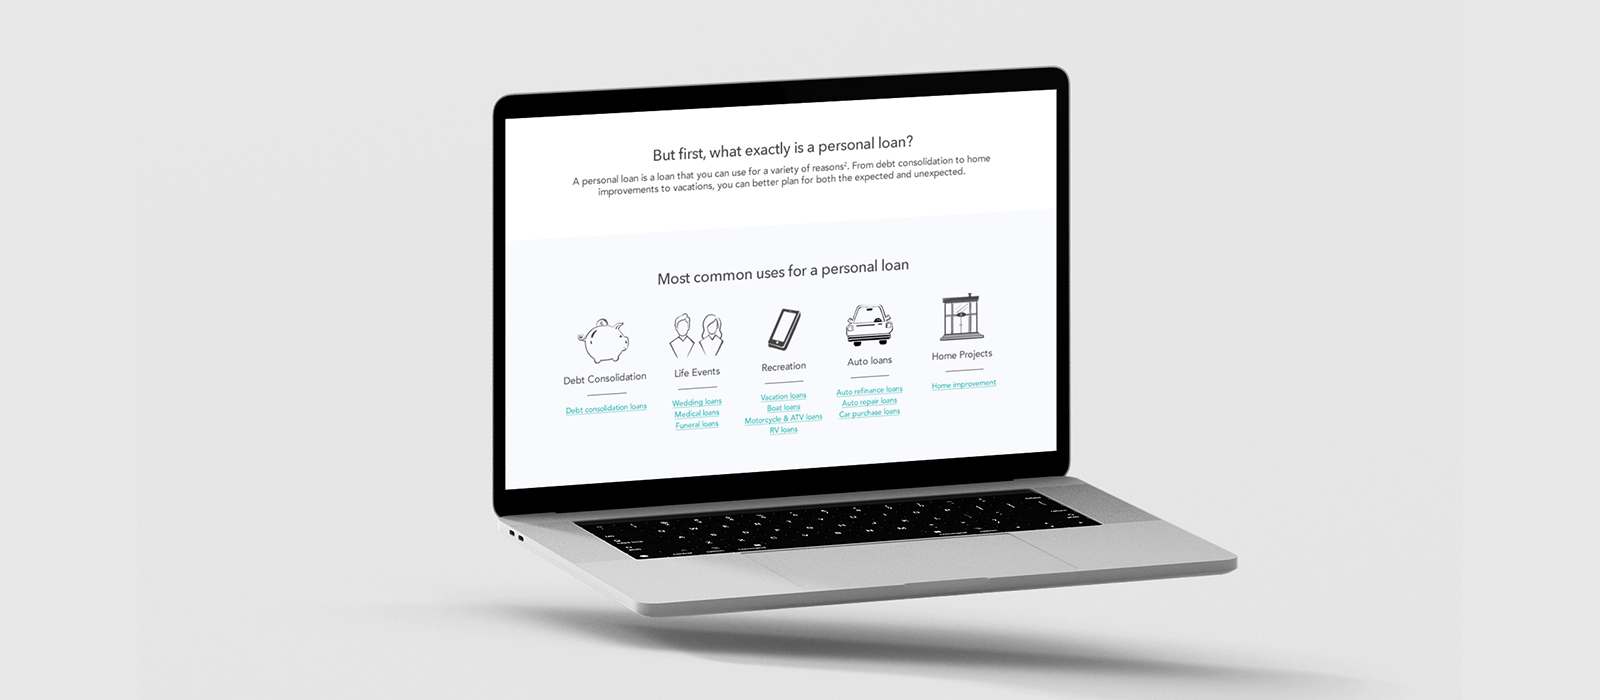 But first, what exactly is a personal loan?
A personal loan is a loan that you can use for a variety of reasons². From debt consolidation to home
improvements to vacations, you can better plan for both the expected and unexpected.
Most common uses for a personal loan
Debt Consolidation
Debt consolidation loans
Life Events
Wedding loans
Medical loans
Funeral loans
Recreation
Vacation loans
Boat loans
Motorcycle & ATV loans
RV loans
Auto loans
Auto refinance loans
Auto repair loans
Car purchase loans
Home Projects
Home improvement